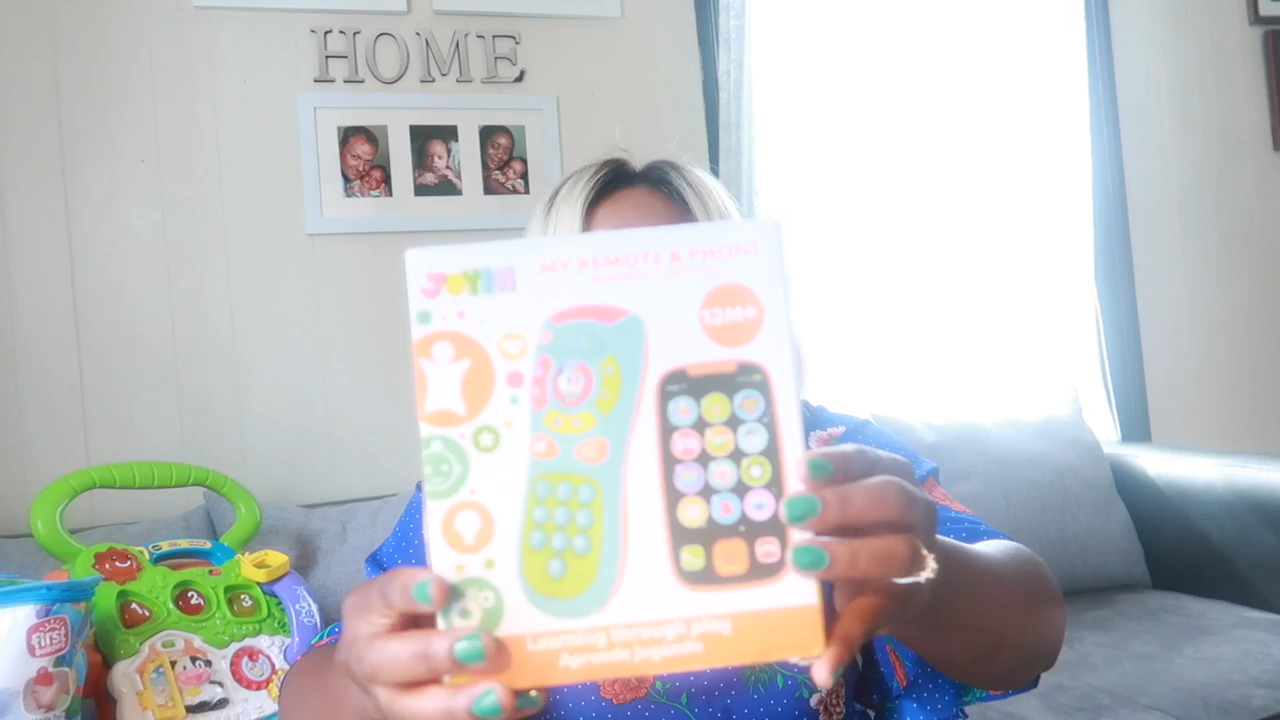 HOME
JOYIN
MY REMOTE & PHONE
12M+
Learning through play
Aprende jugando
1
2
3
first